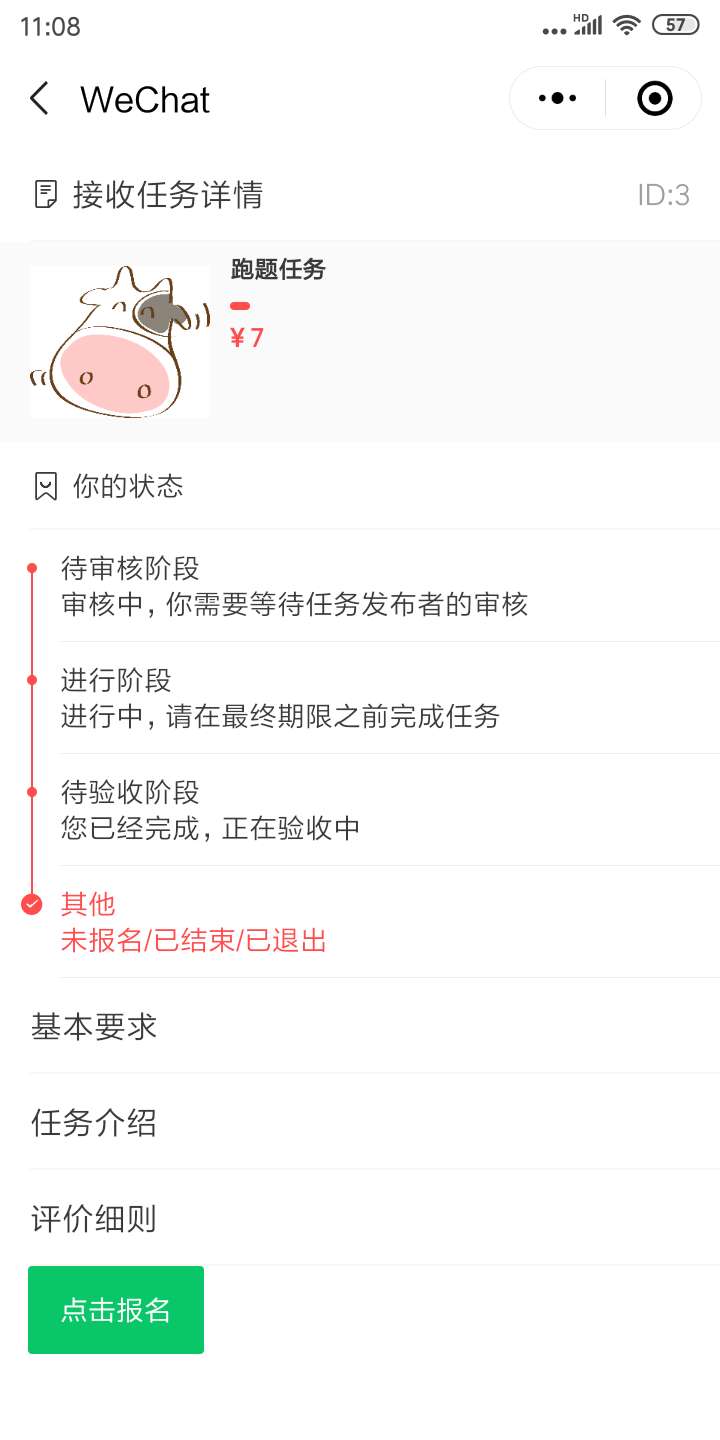 11:08
HD
57
WeChat
接收任务详情
ID:3
跑题任务
¥ 7
你的状态
待审核阶段
审核中, 你需要等待任务发布者的审核
进行阶段
进行中, 请在最终期限之前完成任务
待验收阶段
您已经完成, 正在验收中
其他
未报名/已结束/已退出
基本要求
任务介绍
评价细则
点击报名